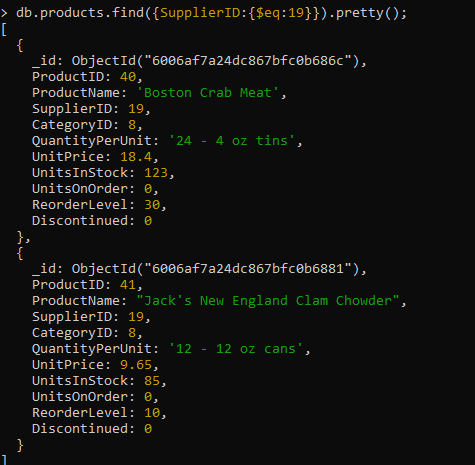 > db.products.find({SupplierID:{$eq:19}}).pretty();
[
  {
    _id: ObjectId("6006af7a24dc867bfc0b686c"),
    ProductID: 40,
    ProductName: 'Boston Crab Meat',
    SupplierID: 19,
    CategoryID: 8,
    QuantityPerUnit: '24 - 4 oz tins',
    UnitPrice: 18.4,
    UnitsInStock: 123,
    UnitsOnOrder: 0,
    ReorderLevel: 30,
    Discontinued: 0
  },
  {
    _id: ObjectId("6006af7a24dc867bfc0b6881"),
    ProductID: 41,
    ProductName: "Jack's New England Clam Chowder",
    SupplierID: 19,
    CategoryID: 8,
    QuantityPerUnit: '12 - 12 oz cans',
    UnitPrice: 9.65,
    UnitsInStock: 85,
    UnitsOnOrder: 0,
    ReorderLevel: 10,
    Discontinued: 0
  }
]